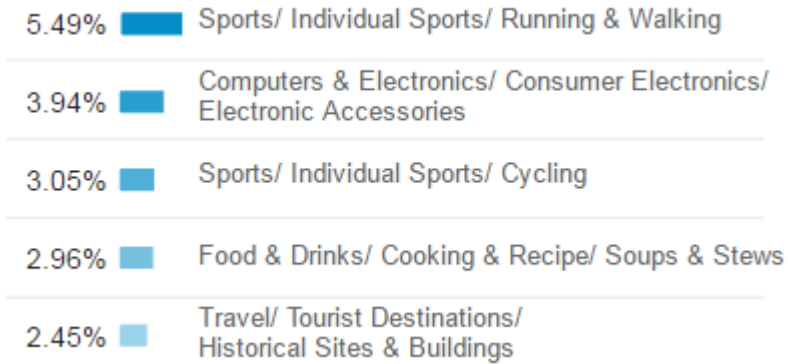 5.49% Sports/ Individual Sports/ Running & Walking
3.94% Computers & Electronics/ Consumer Electronics/
Electronic Accessories
3.05% Sports/ Individual Sports/ Cycling
2.96% Food & Drinks/ Cooking & Recipe/ Soups & Stews
2.45% Travel/ Tourist Destinations/
Historical Sites & Buildings